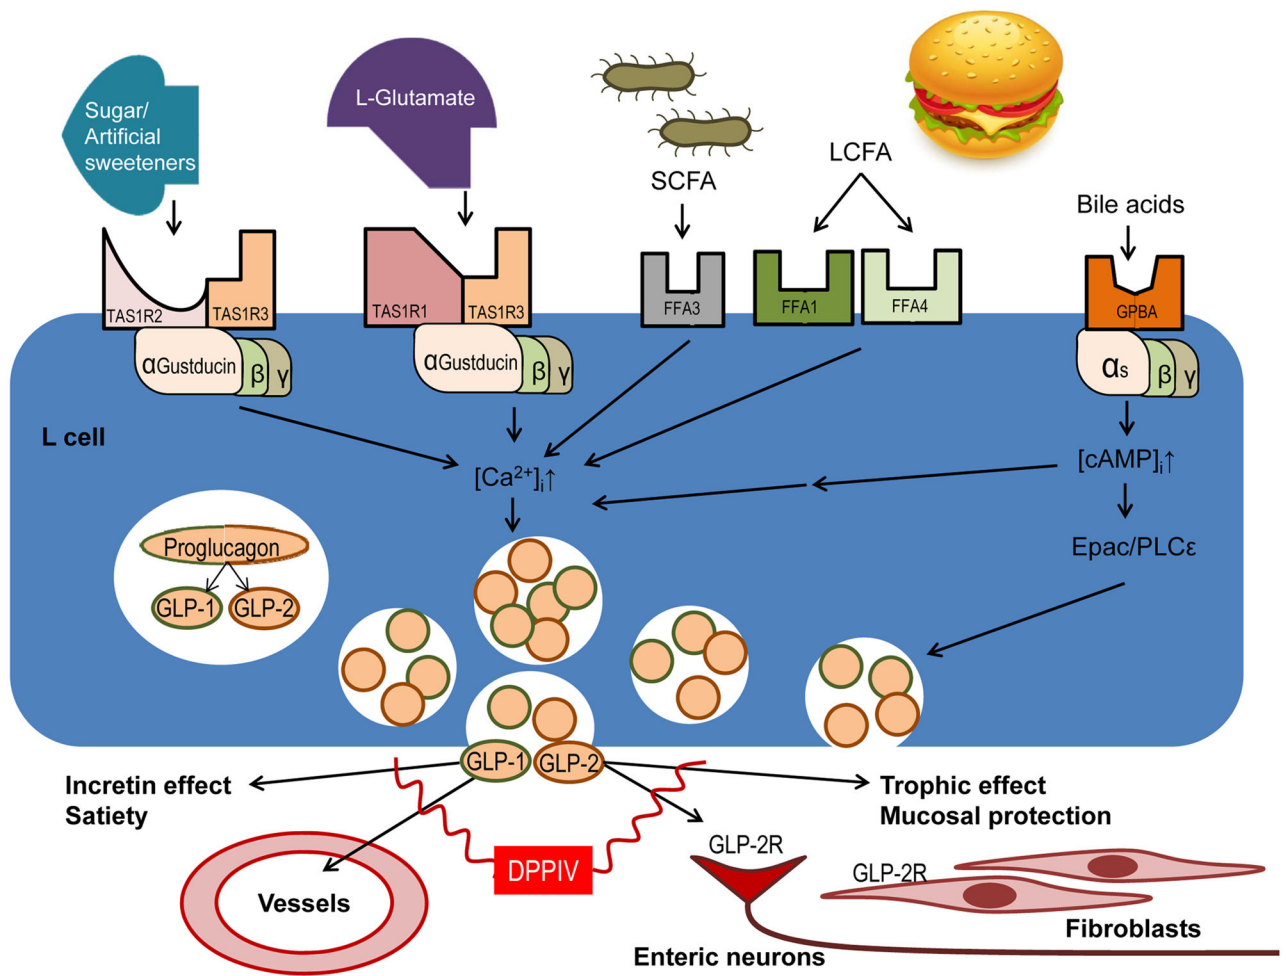 Sugar/
Artificial
sweeteners
L-Glutamate
SCFA
LCFA
Bile acids
TAS1R2
TAS1R3
TAS1R1
TAS1R3
FFA3
FFA1
FFA4
GPBA
αGustducin
β
γ
αGustducin
β
γ
αs
β
γ
L cell
[Ca²⁺]ᵢ↑
[cAMP]ᵢ↑
Epac/PLCε
Proglucagon
GLP-1
GLP-2
GLP-1
GLP-2
Incretin effect
Satiety
Trophic effect
Mucosal protection
DPPIV
Vessels
GLP-2R
GLP-2R
Enteric neurons
Fibroblasts